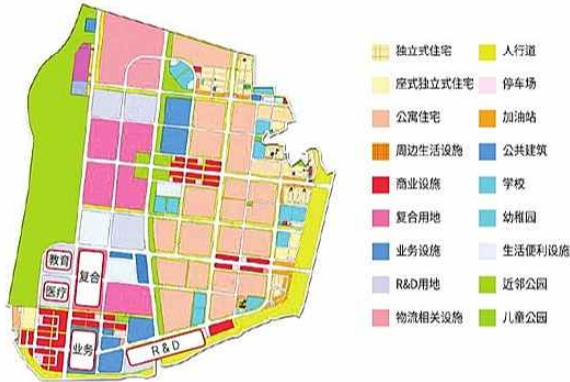 教育
医疗
复合
业务
R&D
独立式住宅
座式独立式住宅
公寓住宅
周边生活设施
商业设施
复合用地
业务设施
R&D用地
物流相关设施
人行道
停车场
加油站
公共建筑
学校
幼稚园
生活便利设施
近邻公园
儿童公园